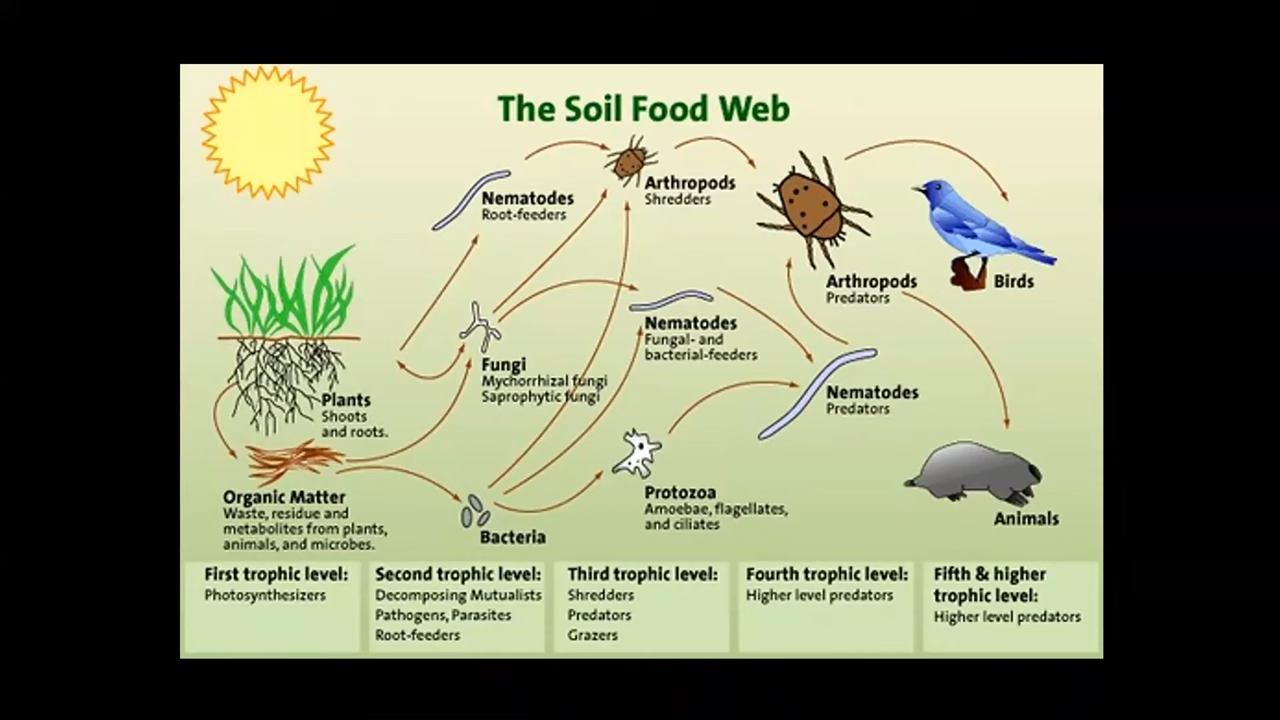 The Soil Food Web
Nematodes
Root-feeders
Arthropods
Shredders
Arthropods
Predators
Birds
Nematodes
Fungal- and
bacterial-feeders
Fungi
Mychorrhizal fungi
Saprophytic fungi
Plants
Shoots
and roots.
Nematodes
Predators
Organic Matter
Waste, residue and
metabolites from plants,
animals, and microbes.
Bacteria
Protozoa
Amoebae, flagellates,
and ciliates
Animals
First trophic level:
Photosynthesizers
Second trophic level:
Decomposing Mutualists
Pathogens, Parasites
Root-feeders
Third trophic level:
Shredders
Predators
Grazers
Fourth trophic level:
Higher level predators
Fifth & higher
trophic level:
Higher level predators